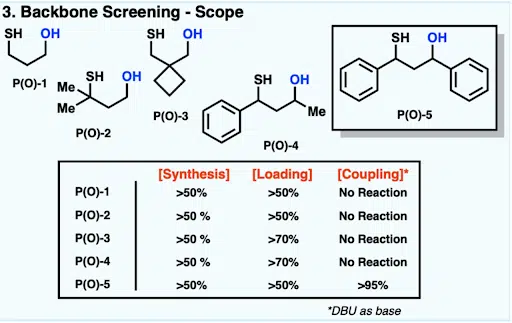 3. Backbone Screening - Scope
SH OH
P(O)-1
Me Me SH OH
P(O)-2
SH OH
P(O)-3
SH OH Me
P(O)-4
SH OH
P(O)-5
[Synthesis] [Loading] [Coupling]*
P(O)-1 >50% >50% No Reaction
P(O)-2 >50 % >50% No Reaction
P(O)-3 >50 % >70% No Reaction
P(O)-4 >50 % >70% No Reaction
P(O)-5 >50% >50% >95%
*DBU as base